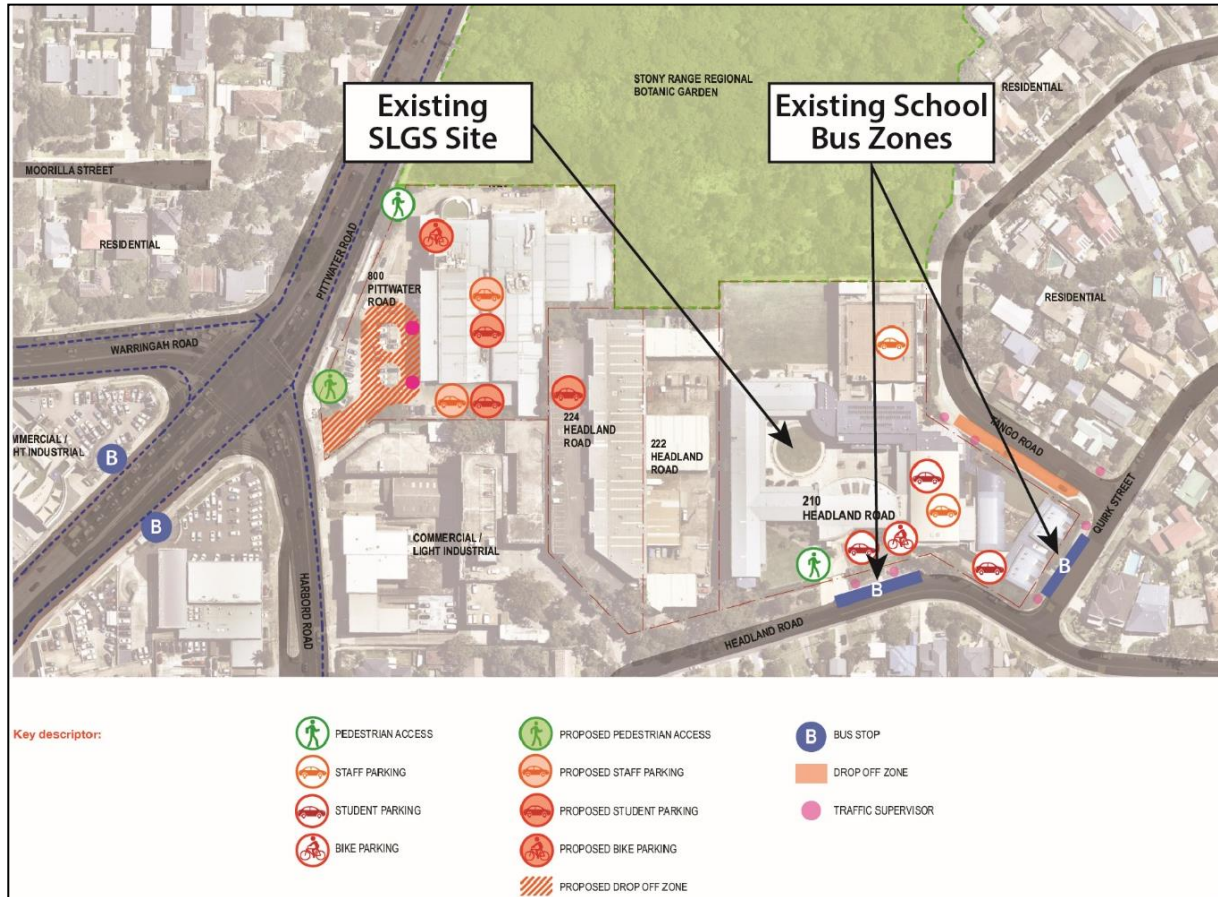 STONY RANGE REGIONAL
BOTANIC GARDEN
RESIDENTIAL
Existing
SLGS Site
Existing School
Bus Zones
MOORILLA STREET
RESIDENTIAL
PITTWATER ROAD
800
PITTWATER
ROAD
RESIDENTIAL
WARRINGAH ROAD
TANGO ROAD
224
HEADLAND
ROAD
222
HEADLAND
ROAD
MMERCIAL /
HT INDUSTRIAL
B
B
210
HEADLAND ROAD
QUIRK STREET
COMMERCIAL /
LIGHT INDUSTRIAL
B
B
HARBORD ROAD
HEADLAND ROAD
Key descriptor:
PEDESTRIAN ACCESS
STAFF PARKING
STUDENT PARKING
BIKE PARKING
PROPOSED PEDESTRIAN ACCESS
PROPOSED STAFF PARKING
PROPOSED STUDENT PARKING
PROPOSED BIKE PARKING
PROPOSED DROP OFF ZONE
B BUS STOP
DROP OFF ZONE
TRAFFIC SUPERVISOR